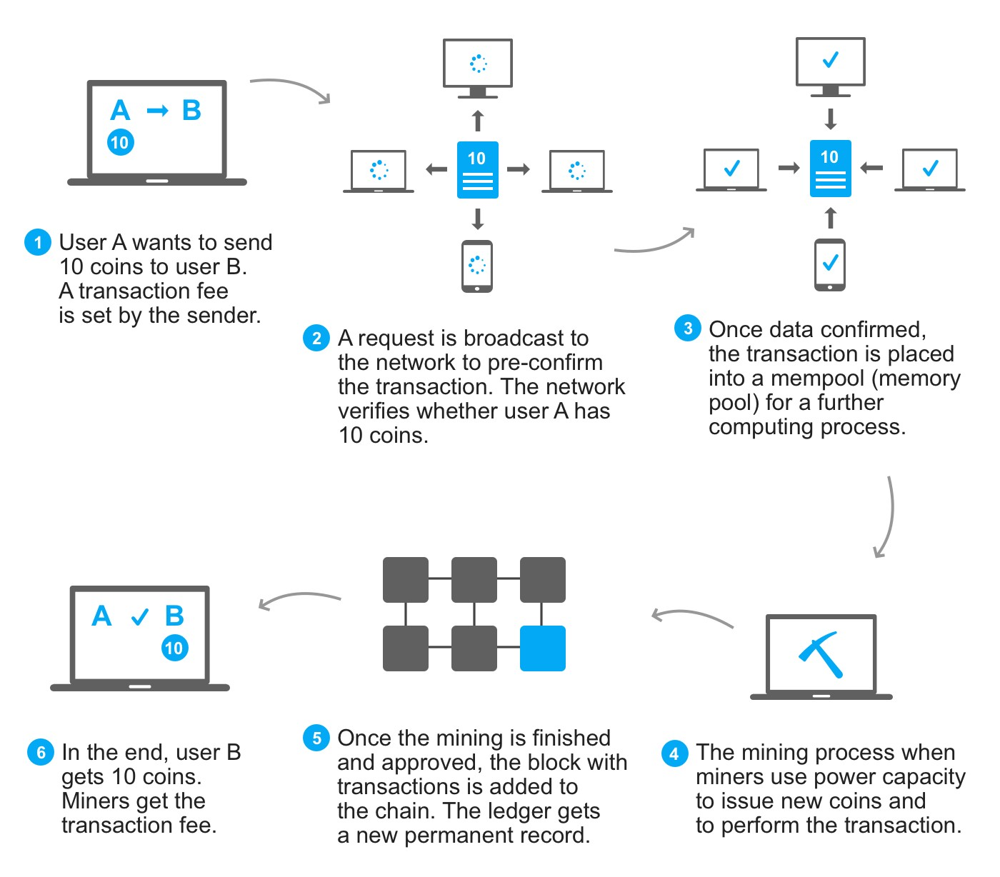 A → B
10
1 User A wants to send
10 coins to user B.
A transaction fee
is set by the sender.
10
2 A request is broadcast to
the network to pre-confirm
the transaction. The network
verifies whether user A has
10 coins.
10
3 Once data confirmed,
the transaction is placed
into a mempool (memory
pool) for a further
computing process.
4 The mining process when
miners use power capacity
to issue new coins and
to perform the transaction.
5 Once the mining is finished
and approved, the block with
transactions is added to
the chain. The ledger gets
a new permanent record.
A ✓ B
10
6 In the end, user B
gets 10 coins.
Miners get the
transaction fee.